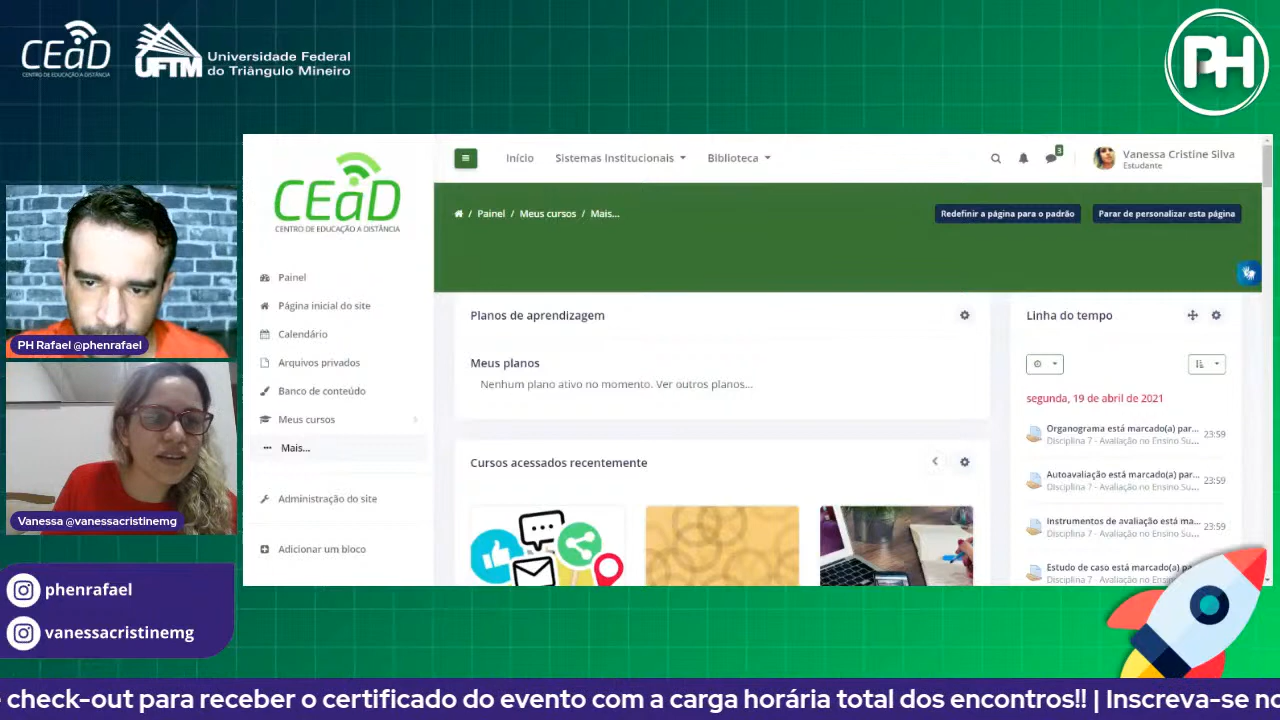 CEaD
CENTRO DE EDUCAÇÃO A DISTÂNCIA
UFTM
Universidade Federal
do Triângulo Mineiro
PH
CEaD
CENTRO DE EDUCAÇÃO A DISTÂNCIA
Início
Sistemas Institucionais
Biblioteca
3
Vanessa Cristine Silva
Estudante
/ Painel / Meus cursos / Mais...
Redefinir a página para o padrão
Parar de personalizar esta página
Painel
Página inicial do site
Calendário
Arquivos privados
Banco de conteúdo
Meus cursos
Mais...
Administração do site
Adicionar um bloco
Planos de aprendizagem
Meus planos
Nenhum plano ativo no momento. Ver outros planos...
Cursos acessados recentemente
Linha do tempo
segunda, 19 de abril de 2021
Organograma está marcado(a) par...
23:59
Disciplina 7 - Avaliação no Ensino Su...
Autoavaliação está marcado(a) par...
23:59
Disciplina 7 - Avaliação no Ensino Su...
Instrumentos de avaliação está ma...
23:59
Disciplina 7 - Avaliação no Ensino Su...
Estudo de caso está marcado(a) pa...
Disciplina 7 - Avaliação no Ensino
PH Rafael @phenrafael
Vanessa @vanessacristinemg
phenrafael
vanessacristinemg
check-out para receber o certificado do evento com a carga horária total dos encontros!! | Inscreva-se no